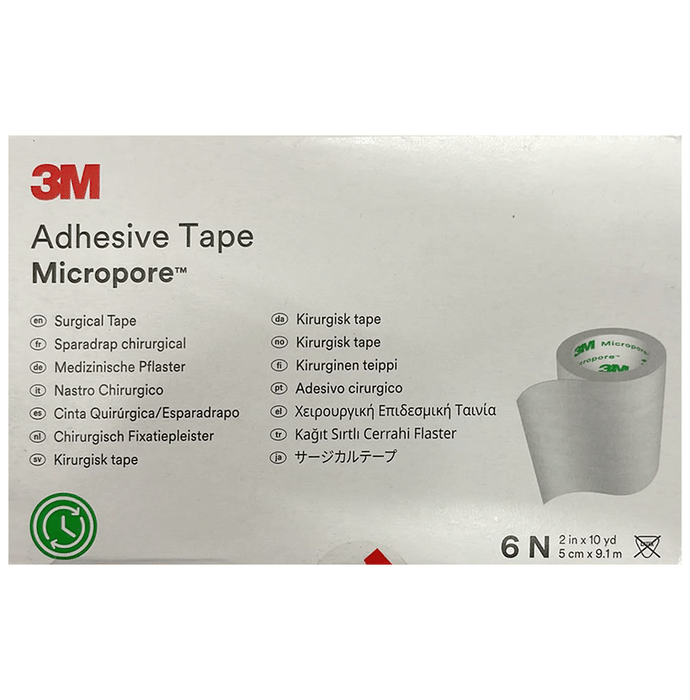 3M
Adhesive Tape
Micropore™
en Surgical Tape
fr Sparadrap chirurgical
de Medizinische Pflaster
it Nastro Chirurgico
es Cinta Quirúrgica/Esparadrapo
nl Chirurgisch Fixatiepleister
sv Kirurgisk tape
da Kirurgisk tape
no Kirurgisk tape
fi Kirurginen teippi
pt Adesivo cirurgico
el Χειρουργική Επιδεσμική Ταινία
tr Kağıt Sırtlı Cerrahi Flaster
ja サージカルテープ
3M Micropore
3M
icropore™
6 N
2 in x 10 yd
5 cm x 9.1 m